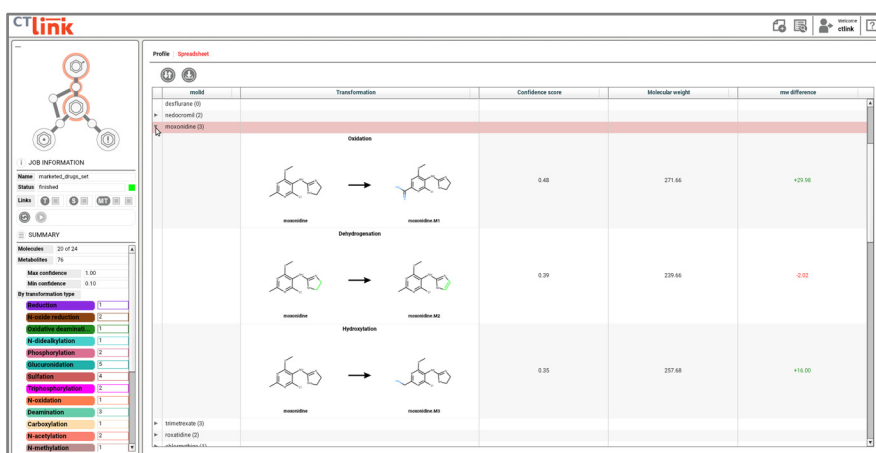 CTlink
Welcome
ctlink
?
Profile Spreadsheet
molid Transformation Confidence score Molecular weight mw difference
desflurane (0)
nedocromil (2)
moxonidine (3)
Oxidation
0.48 271.66 +29.98
moxonidine moxonidine.M1
Dehydrogenation
0.39 239.66 -2.02
moxonidine moxonidine.M2
Hydroxylation
0.35 257.68 +16.00
moxonidine moxonidine.M3
trimetrexate (3)
roxatidine (2)
JOB INFORMATION
Name marketed_drugs_set
Status finished
Links T S MT
SUMMARY
Molecules 20 of 24
Metabolites 76
Max confidence 1.00
Min confidence 0.10
By transformation type
Reduction 1
N-oxide reduction 2
Oxidative deaminati... 1
N-didealkylation 1
Phosphorylation 2
Glucuronidation 5
Sulfation 4
Triphosphorylation 2
N-oxidation 1
Deamination 3
Carboxylation 1
N-acetylation 2
N-methylation 1